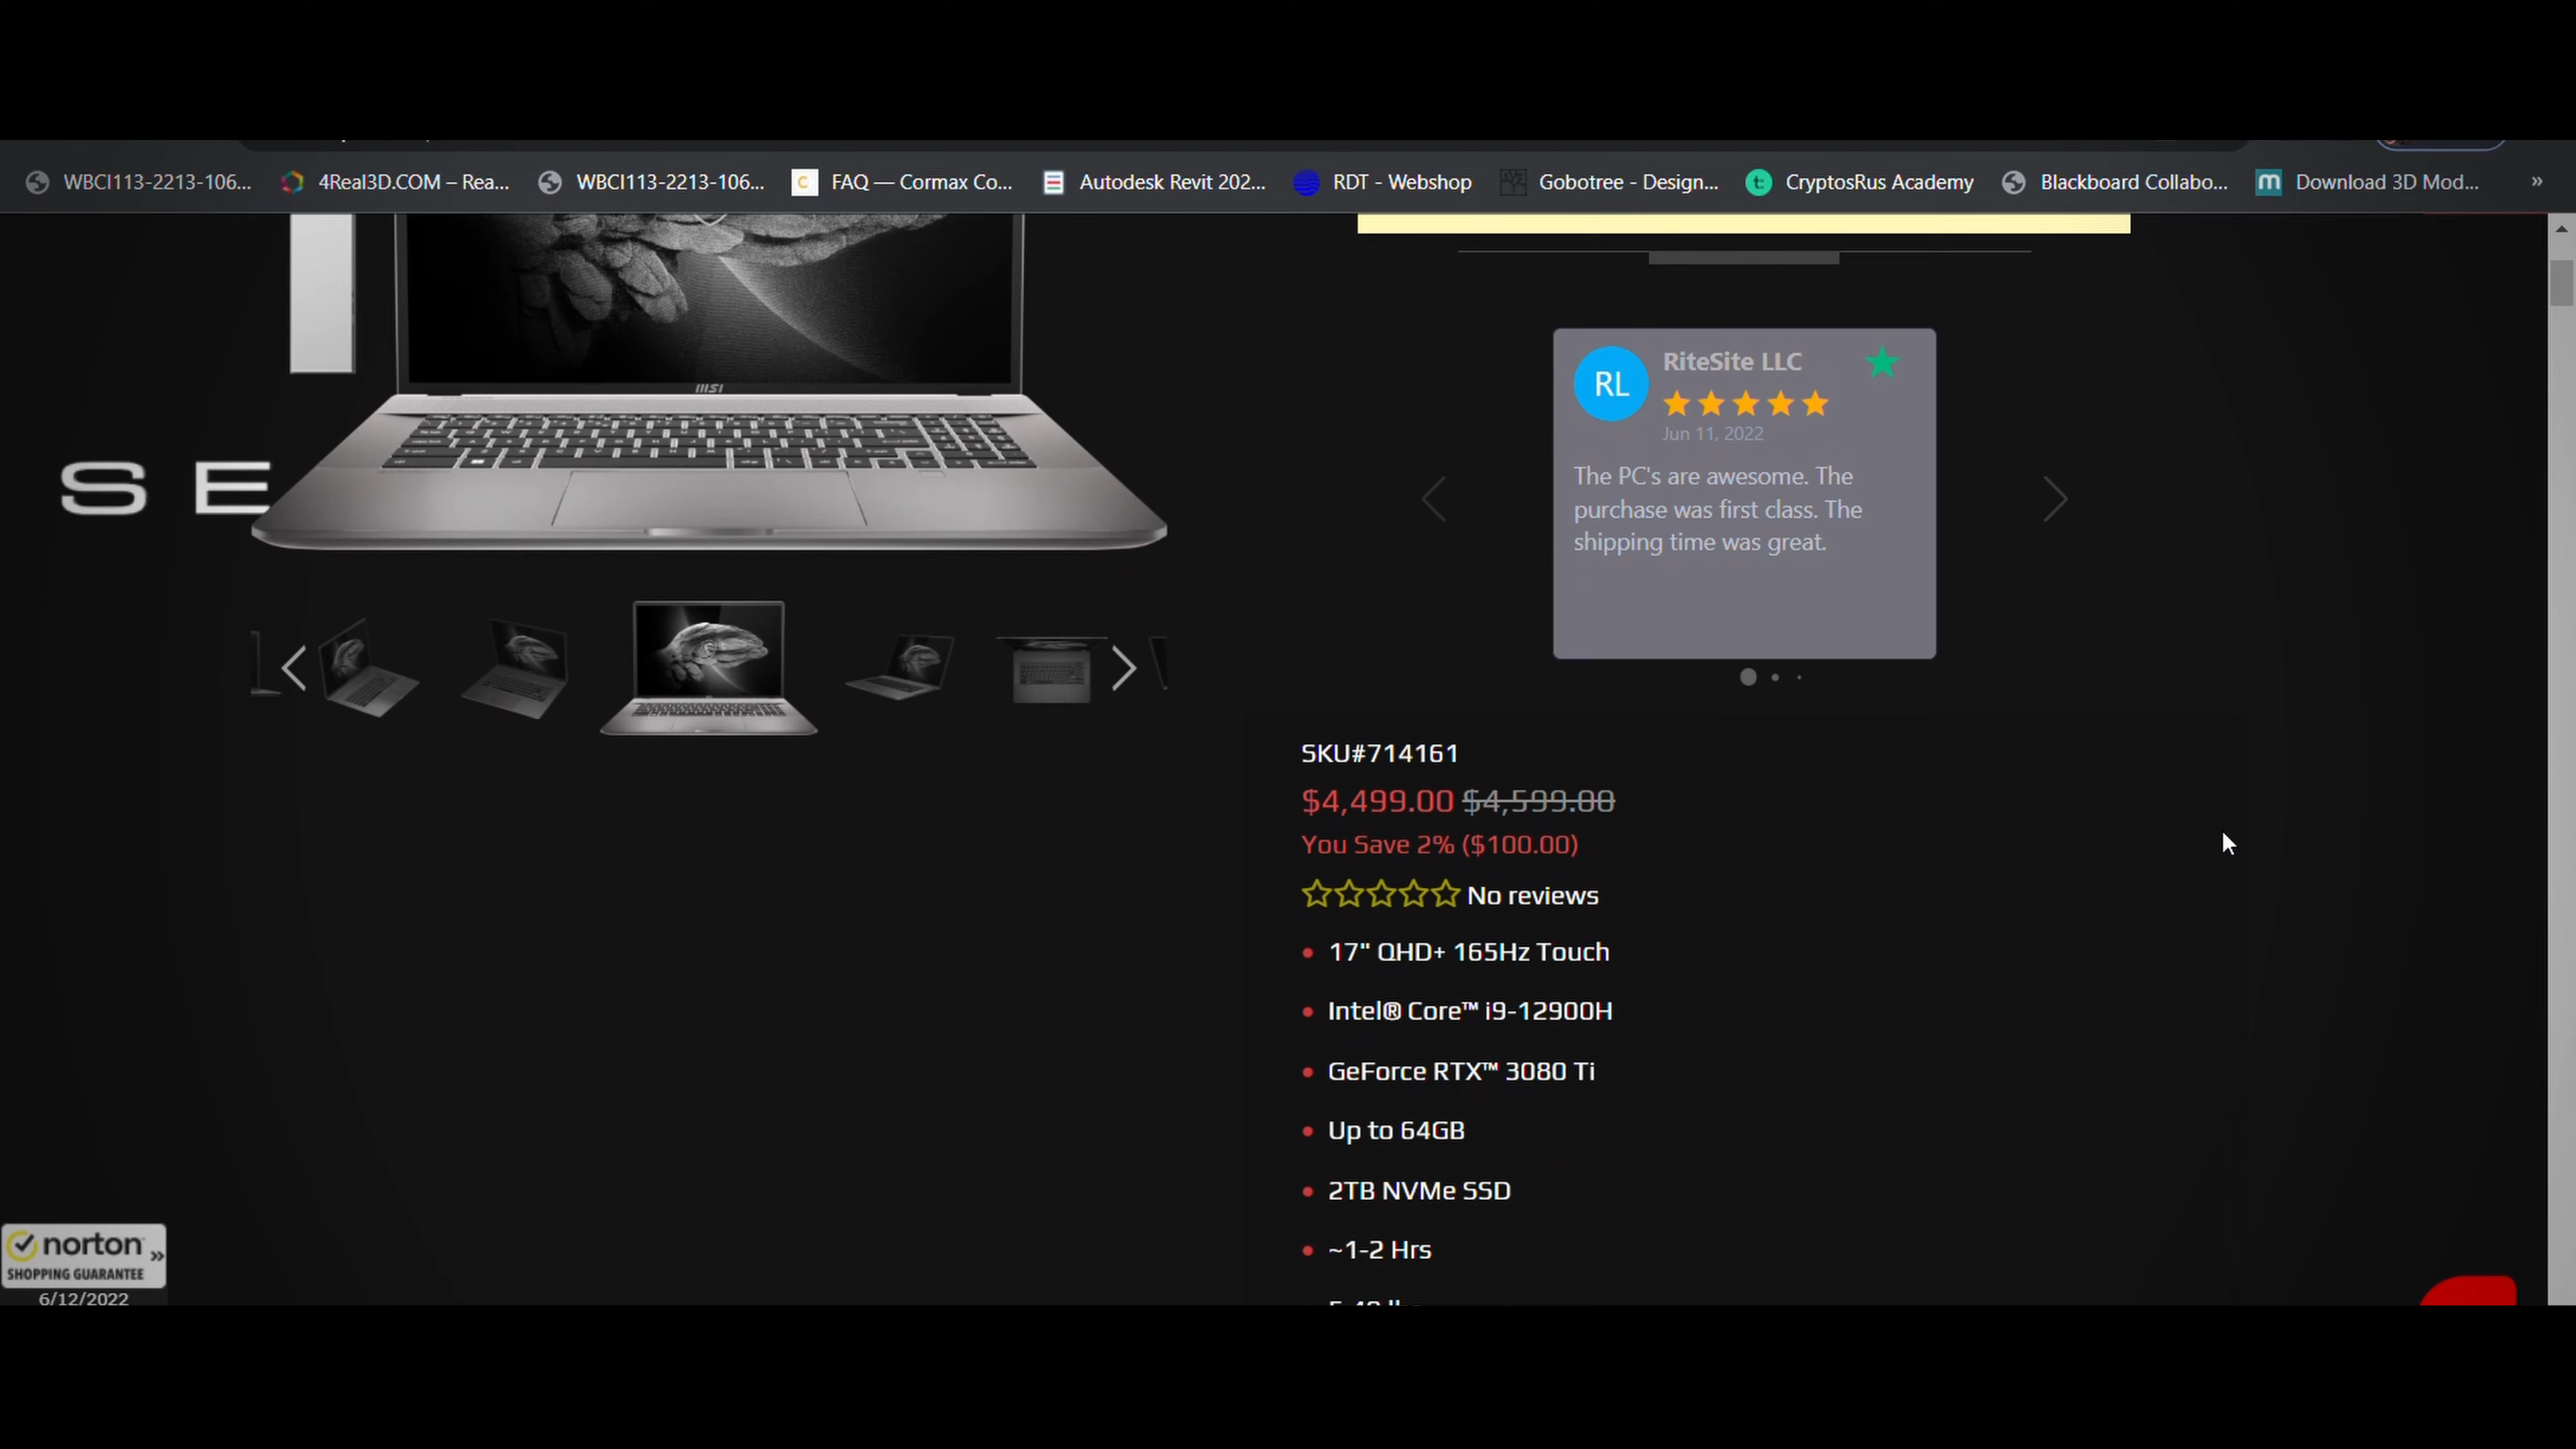 WBCI113-2213-106...
4Real3D.COM – Rea...
WBCI113-2213-106...
FAQ — Cormax Co...
Autodesk Revit 202...
RDT - Webshop
Gobotree - Design...
CryptosRus Academy
Blackboard Collabo...
Download 3D Mod...
»
msi
S E
RL
RiteSite LLC
Jun 11, 2022
The PC's are awesome. The
purchase was first class. The
shipping time was great.
SKU#714161
$4,499.00 $4,599.00
You Save 2% ($100.00)
No reviews
• 17" QHD+ 165Hz Touch
• Intel® Core™ i9-12900H
• GeForce RTX™ 3080 Ti
• Up to 64GB
• 2TB NVMe SSD
• ~1-2 Hrs
norton »
SHOPPING GUARANTEE
6/12/2022